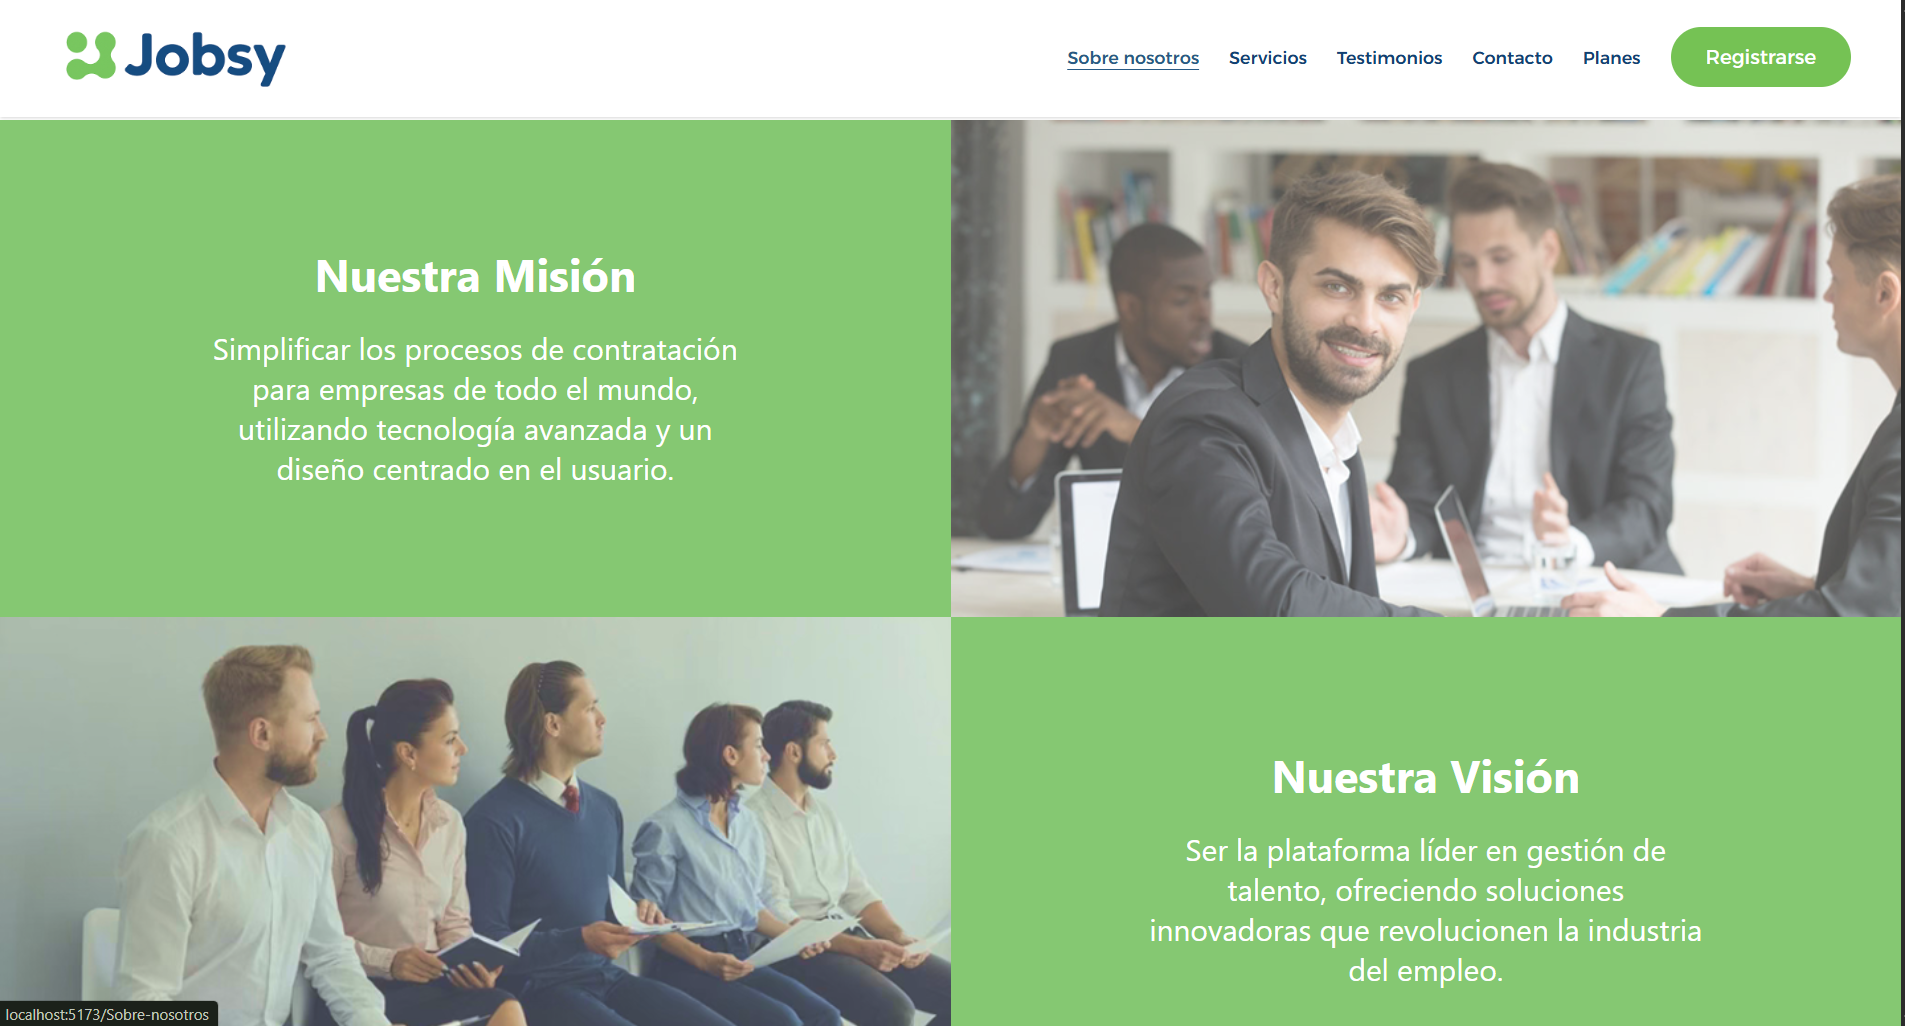 Jobsy
Sobre nosotros Servicios Testimonios Contacto Planes Registrarse
Nuestra Misión
Simplificar los procesos de contratación
para empresas de todo el mundo,
utilizando tecnología avanzada y un
diseño centrado en el usuario.
Nuestra Visión
Ser la plataforma líder en gestión de
talento, ofreciendo soluciones
innovadoras que revolucionen la industria
del empleo.
localhost:5173/Sobre-nosotros